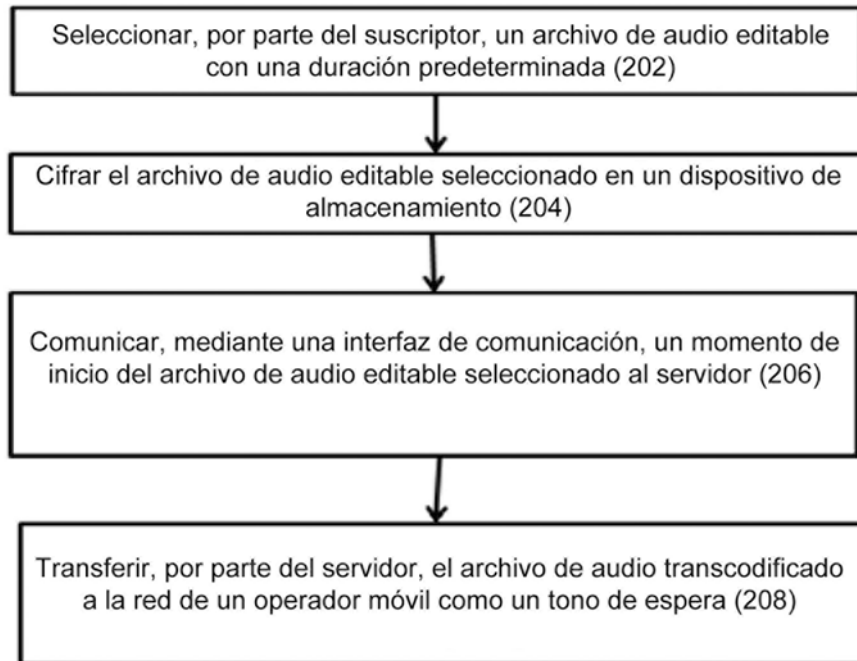 Seleccionar, por parte del suscriptor, un archivo de audio editable
con una duración predeterminada (202)
Cifrar el archivo de audio editable seleccionado en un dispositivo de
almacenamiento (204)
Comunicar, mediante una interfaz de comunicación, un momento de
inicio del archivo de audio editable seleccionado al servidor (206)
Transferir, por parte del servidor, el archivo de audio transcodificado
a la red de un operador móvil como un tono de espera (208)